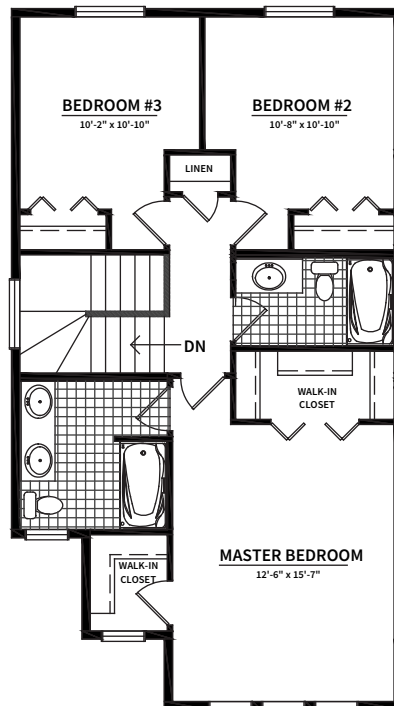 BEDROOM #3
10'-2" x 10'-10"
BEDROOM #2
10'-8" x 10'-10"
LINEN
DN
WALK-IN
CLOSET
MASTER BEDROOM
12'-6" x 15'-7"
WALK-IN
CLOSET